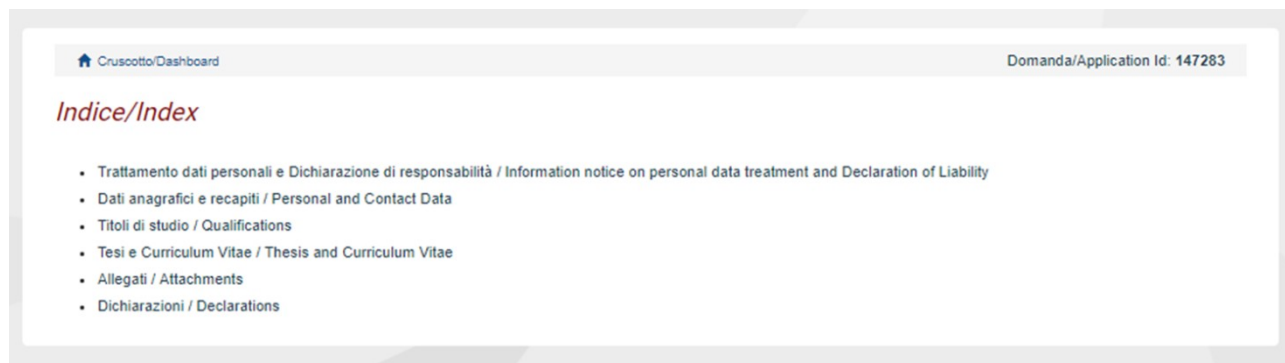 Cruscotto/Dashboard Domanda/Application Id: 147283
Indice/Index
• Trattamento dati personali e Dichiarazione di responsabilità / Information notice on personal data treatment and Declaration of Liability
• Dati anagrafici e recapiti / Personal and Contact Data
• Titoli di studio / Qualifications
• Tesi e Curriculum Vitae / Thesis and Curriculum Vitae
• Allegati / Attachments
• Dichiarazioni / Declarations